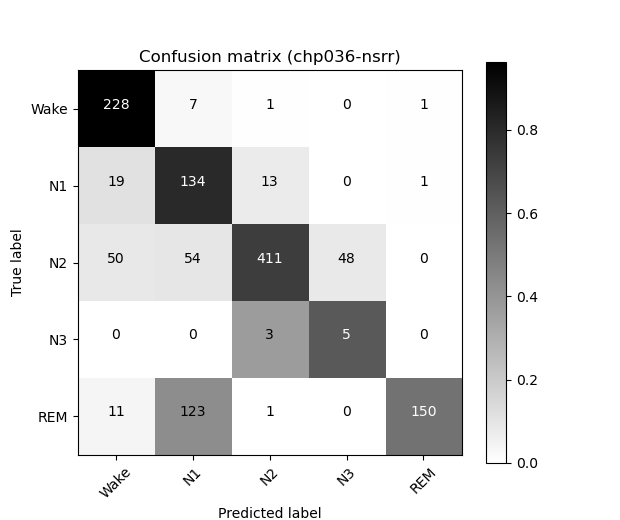 Confusion matrix (chp036-nsrr)
Wake 228 7 1 0 1
0.8
N1 19 134 13 0 1
0.6
N2 50 54 411 48 0
0.4
N3 0 0 3 5 0
0.2
REM 11 123 1 0 150
0.0
Wake N1 N2 N3 REM
Predicted label
True label